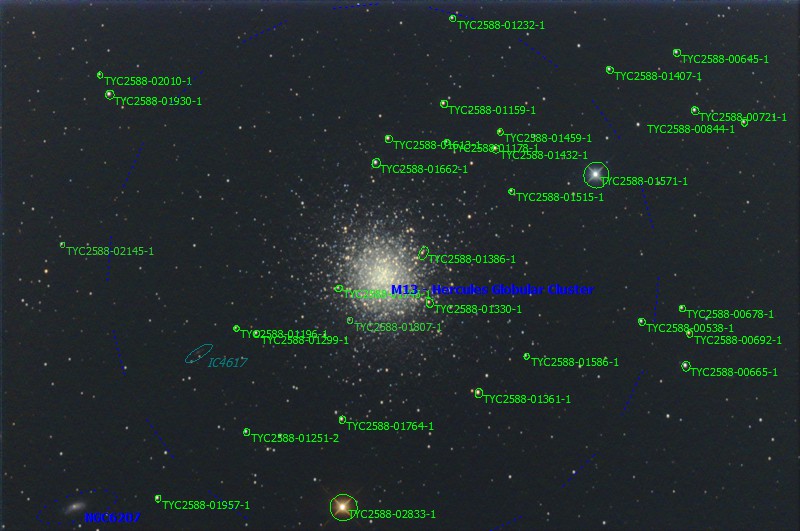 TYC2588-01232-1
TYC2588-00645-1
TYC2588-01407-1
TYC2588-02010-1
TYC2588-01930-1
TYC2588-01159-1
TYC2588-00721-1
TYC2588-00844-1
TYC2588-01459-1
TYC2588-01178-1
TYC2588-01432-1
TYC2588-01662-1
TYC2588-01571-1
TYC2588-01515-1
TYC2588-02145-1
TYC2588-01386-1
M13 - Hercules Globular Cluster
TYC2588-01330-1
TYC2588-00678-1
TYC2588-01807-1
TYC2588-00538-1
TYC2588-01196-1
TYC2588-01299-1
TYC2588-00692-1
IC4617
TYC2588-01586-1
TYC2588-00665-1
TYC2588-01361-1
TYC2588-01764-1
TYC2588-01251-2
TYC2588-01957-1
TYC2588-02833-1
NGC6207